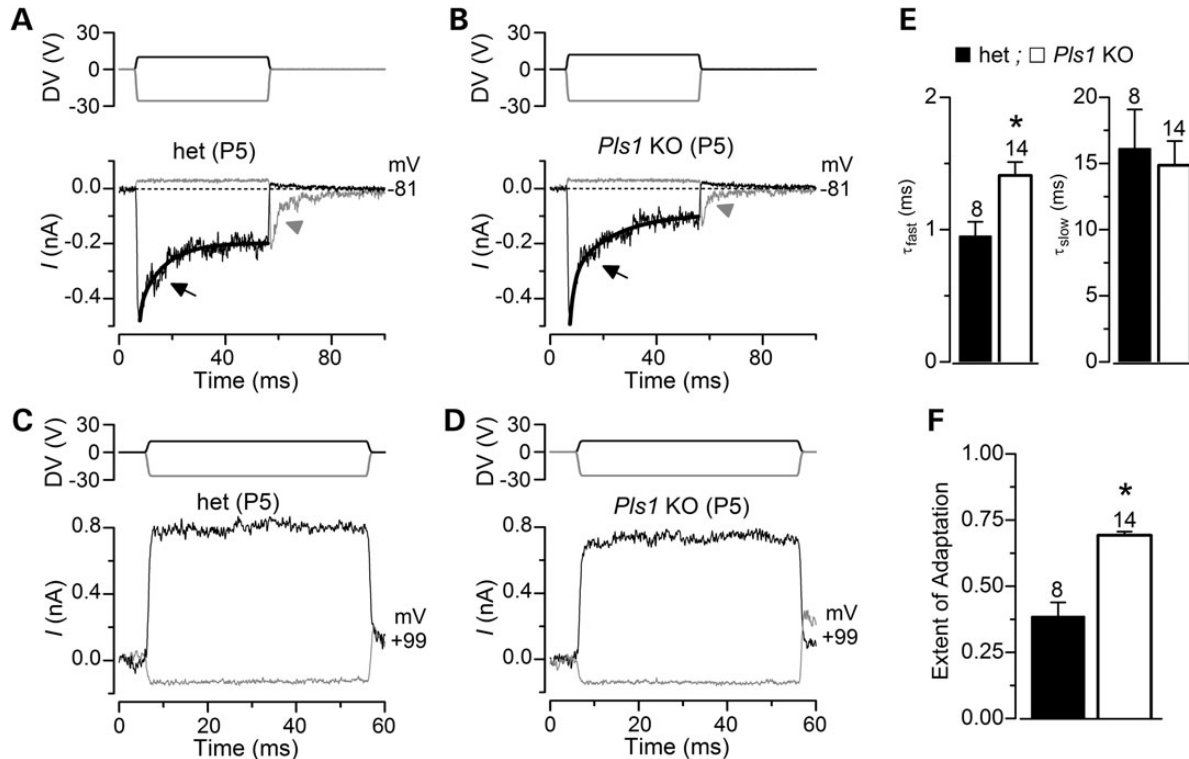 A
DV (V)
30
0
-30
het (P5)
mV
-81
I (nA)
0.0
-0.2
-0.4
0 40 80
Time (ms)
B
DV (V)
30
0
-30
Pls1 KO (P5)
mV
-81
I (nA)
0.0
-0.2
-0.4
0 40 80
Time (ms)
C
DV (V)
30
0
-30
het (P5)
I (nA)
0.8
0.4
0.0
mV
+99
0 20 40 60
Time (ms)
D
DV (V)
30
0
-30
Pls1 KO (P5)
I (nA)
0.8
0.4
0.0
mV
+99
0 20 40 60
Time (ms)
E
het ; Pls1 KO
τfast (ms)
2
1
0
8
*
14
τslow (ms)
20
15
10
5
0
8
14
F
Extent of Adaptation
1.00
0.75
0.50
0.25
0.00
8
*
14